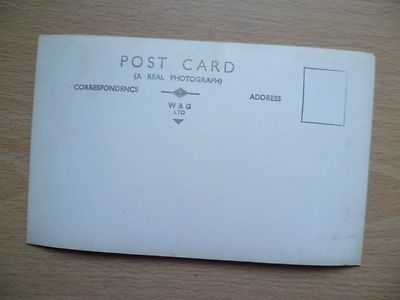 POST CARD
(A REAL PHOTOGRAPH)
CORRESPONDENCE
ADDRESS
W & G
LTD